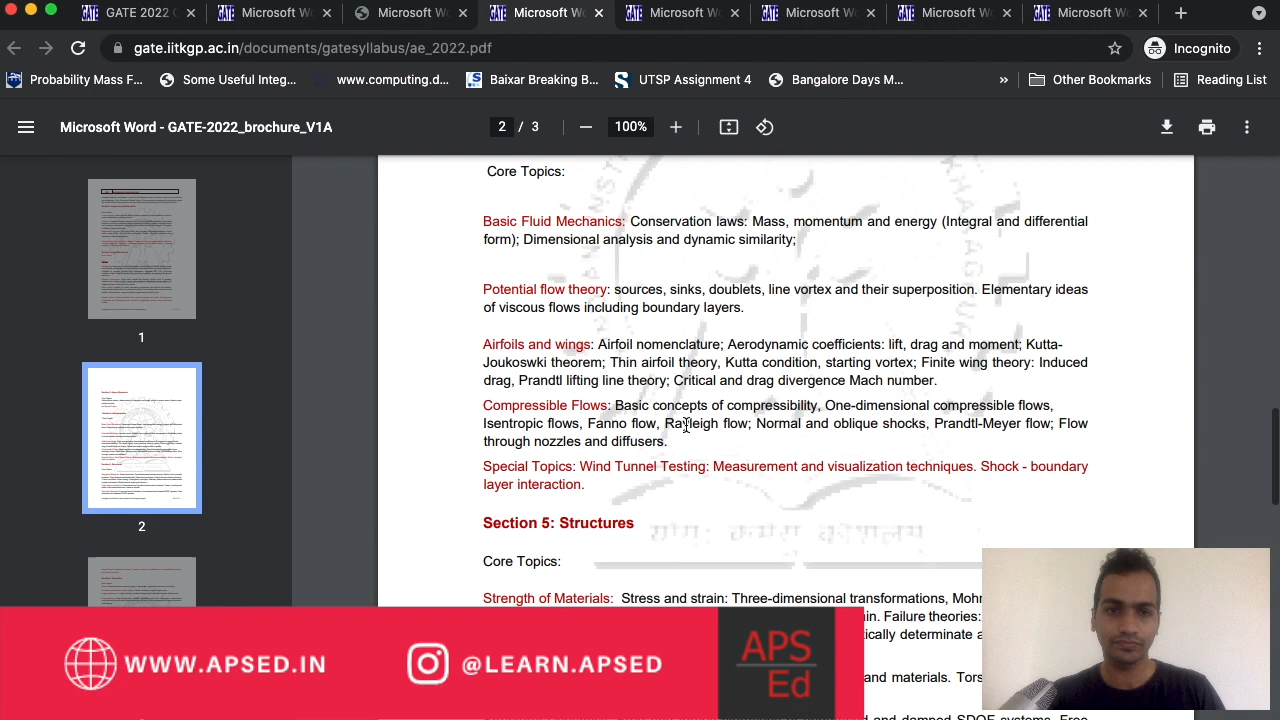 GATE 2022
Microsoft W
Microsoft W
Microsoft W
Microsoft W
Microsoft W
Microsoft W
Microsoft W
gate.iitkgp.ac.in/documents/gatesyllabus/ae_2022.pdf
Incognito
Probability Mass F...
Some Useful Integ...
www.computing.d...
Baixar Breaking B...
UTSP Assignment 4
Bangalore Days M...
»
Other Bookmarks
Reading List
Microsoft Word - GATE-2022_brochure_V1A
2 / 3
100%
Core Topics:
Basic Fluid Mechanics: Conservation laws: Mass, momentum and energy (Integral and differential
form); Dimensional analysis and dynamic similarity;
Potential flow theory: sources, sinks, doublets, line vortex and their superposition. Elementary ideas
of viscous flows including boundary layers.
Airfoils and wings: Airfoil nomenclature; Aerodynamic coefficients: lift, drag and moment; Kutta-
Joukoswki theorem; Thin airfoil theory, Kutta condition, starting vortex; Finite wing theory: Induced
drag, Prandtl lifting line theory; Critical and drag divergence Mach number.
Compressible Flows: Basic concepts of compressibility, One-dimensional compressible flows,
Isentropic flows, Fanno flow, Rayleigh flow; Normal and oblique shocks, Prandtl-Meyer flow; Flow
through nozzles and diffusers.
Special Topics: Wind Tunnel Testing: Measurement and visualization techniques. Shock - boundary
layer interaction.
Section 5: Structures
Core Topics:
Strength of Materials: Stress and strain: Three-dimensional transformations, Mohr
in. Failure theories:
tically determinate a
and materials. Tors
and damped SDOF systems. Free
1
2
WWW.APSED.IN
@LEARN.APSED
APS
Ed